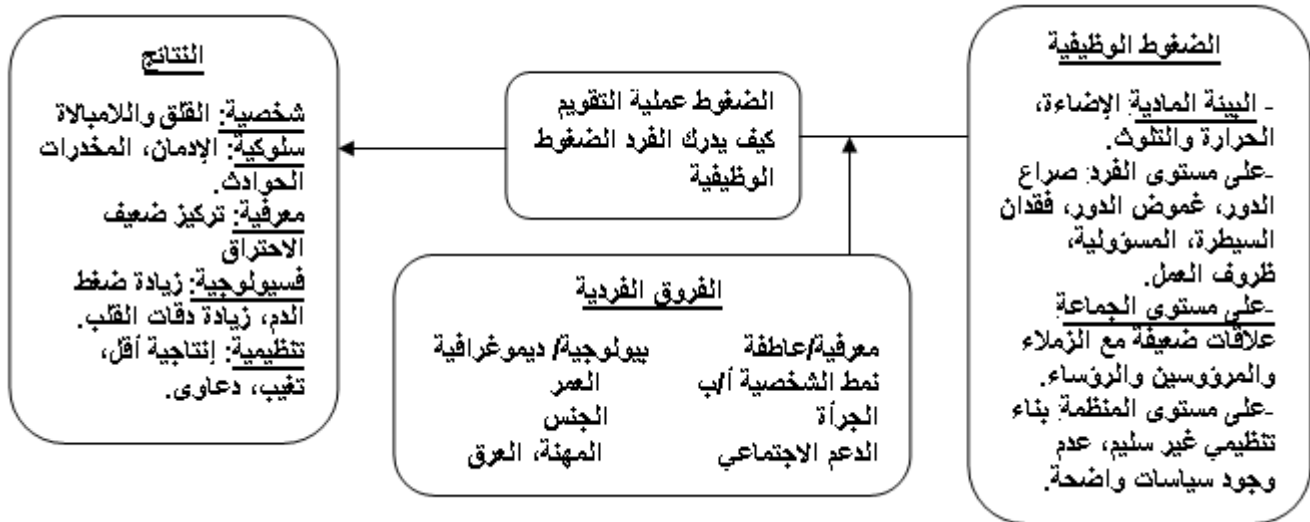 الضغوط الوظيفية
- البيئة المادية: الإضاءة،
الحرارة والتلوث.
-على مستوى الفرد: صراع
الدور، غموض الدور، فقدان
السيطرة، المسؤولية،
ظروف العمل.
-على مستوى الجماعة:
علاقات ضعيفة مع الزملاء
والمرؤوسين والرؤساء.
-على مستوى المنظمة: بناء
تنظيمي غير سليم، عدم
وجود سياسات واضحة.
الضغوط عملية التقويم
كيف يدرك الفرد الضغوط
الوظيفية
الفروق الفردية
معرفية/عاطفة بيولوجية/ ديموغرافية
نمط الشخصية أ/ب العمر
الجرأة الجنس
الدعم الاجتماعي المهنة، العرق
النتائج
شخصية: القلق واللامبالاة
سلوكية: الإدمان، المخدرات
الحوادث.
معرفية: تركيز ضعيف
الاحتراق
فسيولوجية: زيادة ضغط
الدم، زيادة دقات القلب.
تنظيمية: إنتاجية أقل،
تغيب، دعاوى.